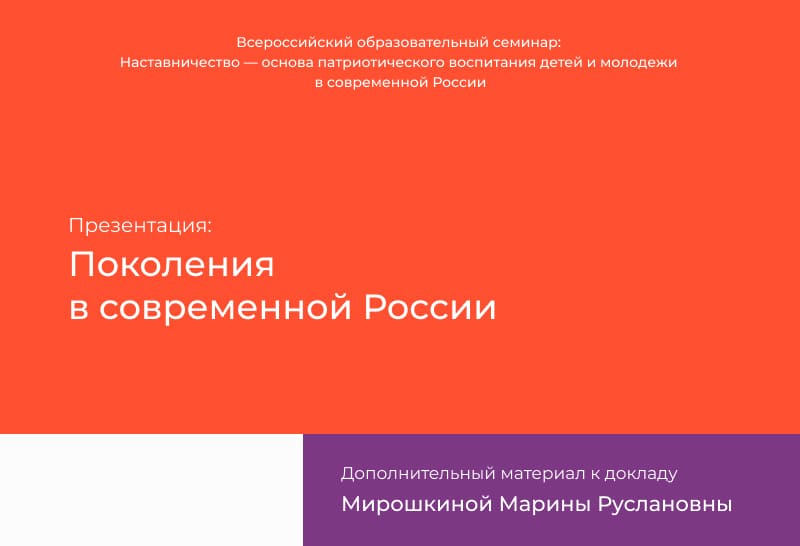 Всероссийский образовательный семинар:
Наставничество — основа патриотического воспитания детей и молодежи
в современной России
Презентация:
Поколения
в современной России
Дополнительный материал к докладу
Мирошкиной Марины Руслановны